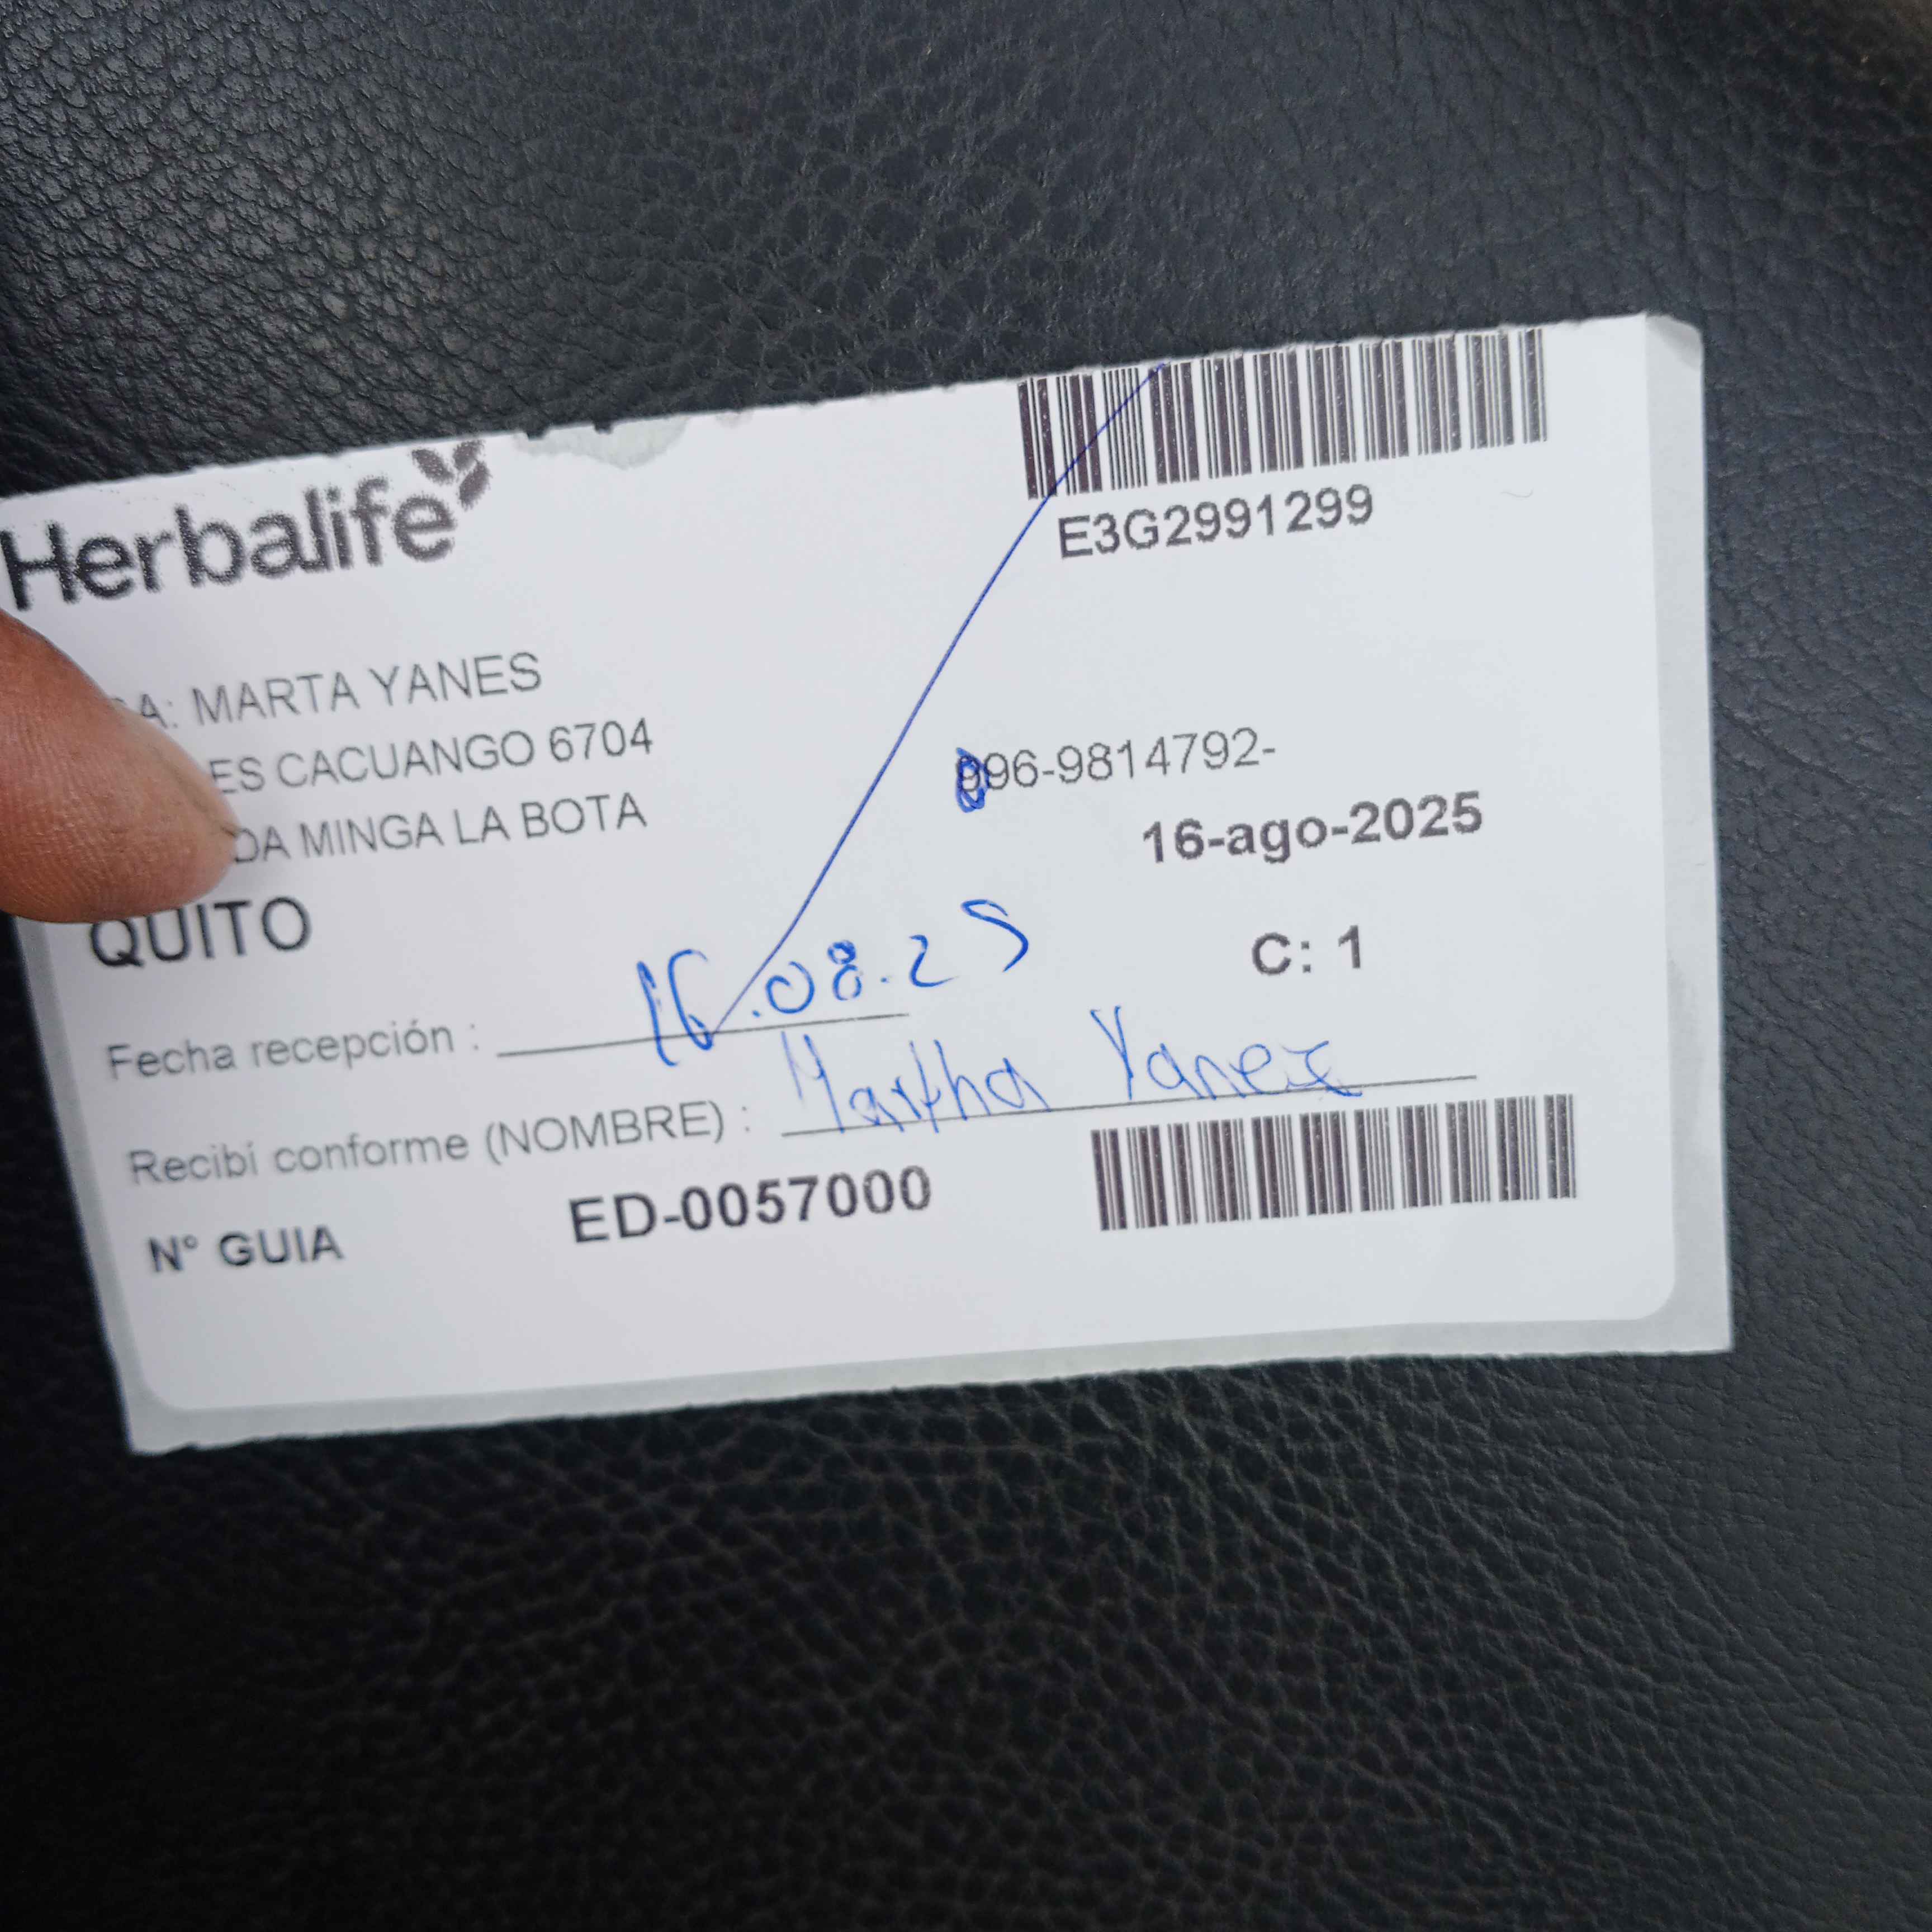 Herbalife
E3G2991299
A: MARTA YANES
ES CACUANGO 6704
096-9814792-
DA MINGA LA BOTA
16-ago-2025
QUITO
C: 1
Fecha recepción : 16.08.25
Recibí conforme (NOMBRE) : Martha Yanez
N° GUIA ED-0057000